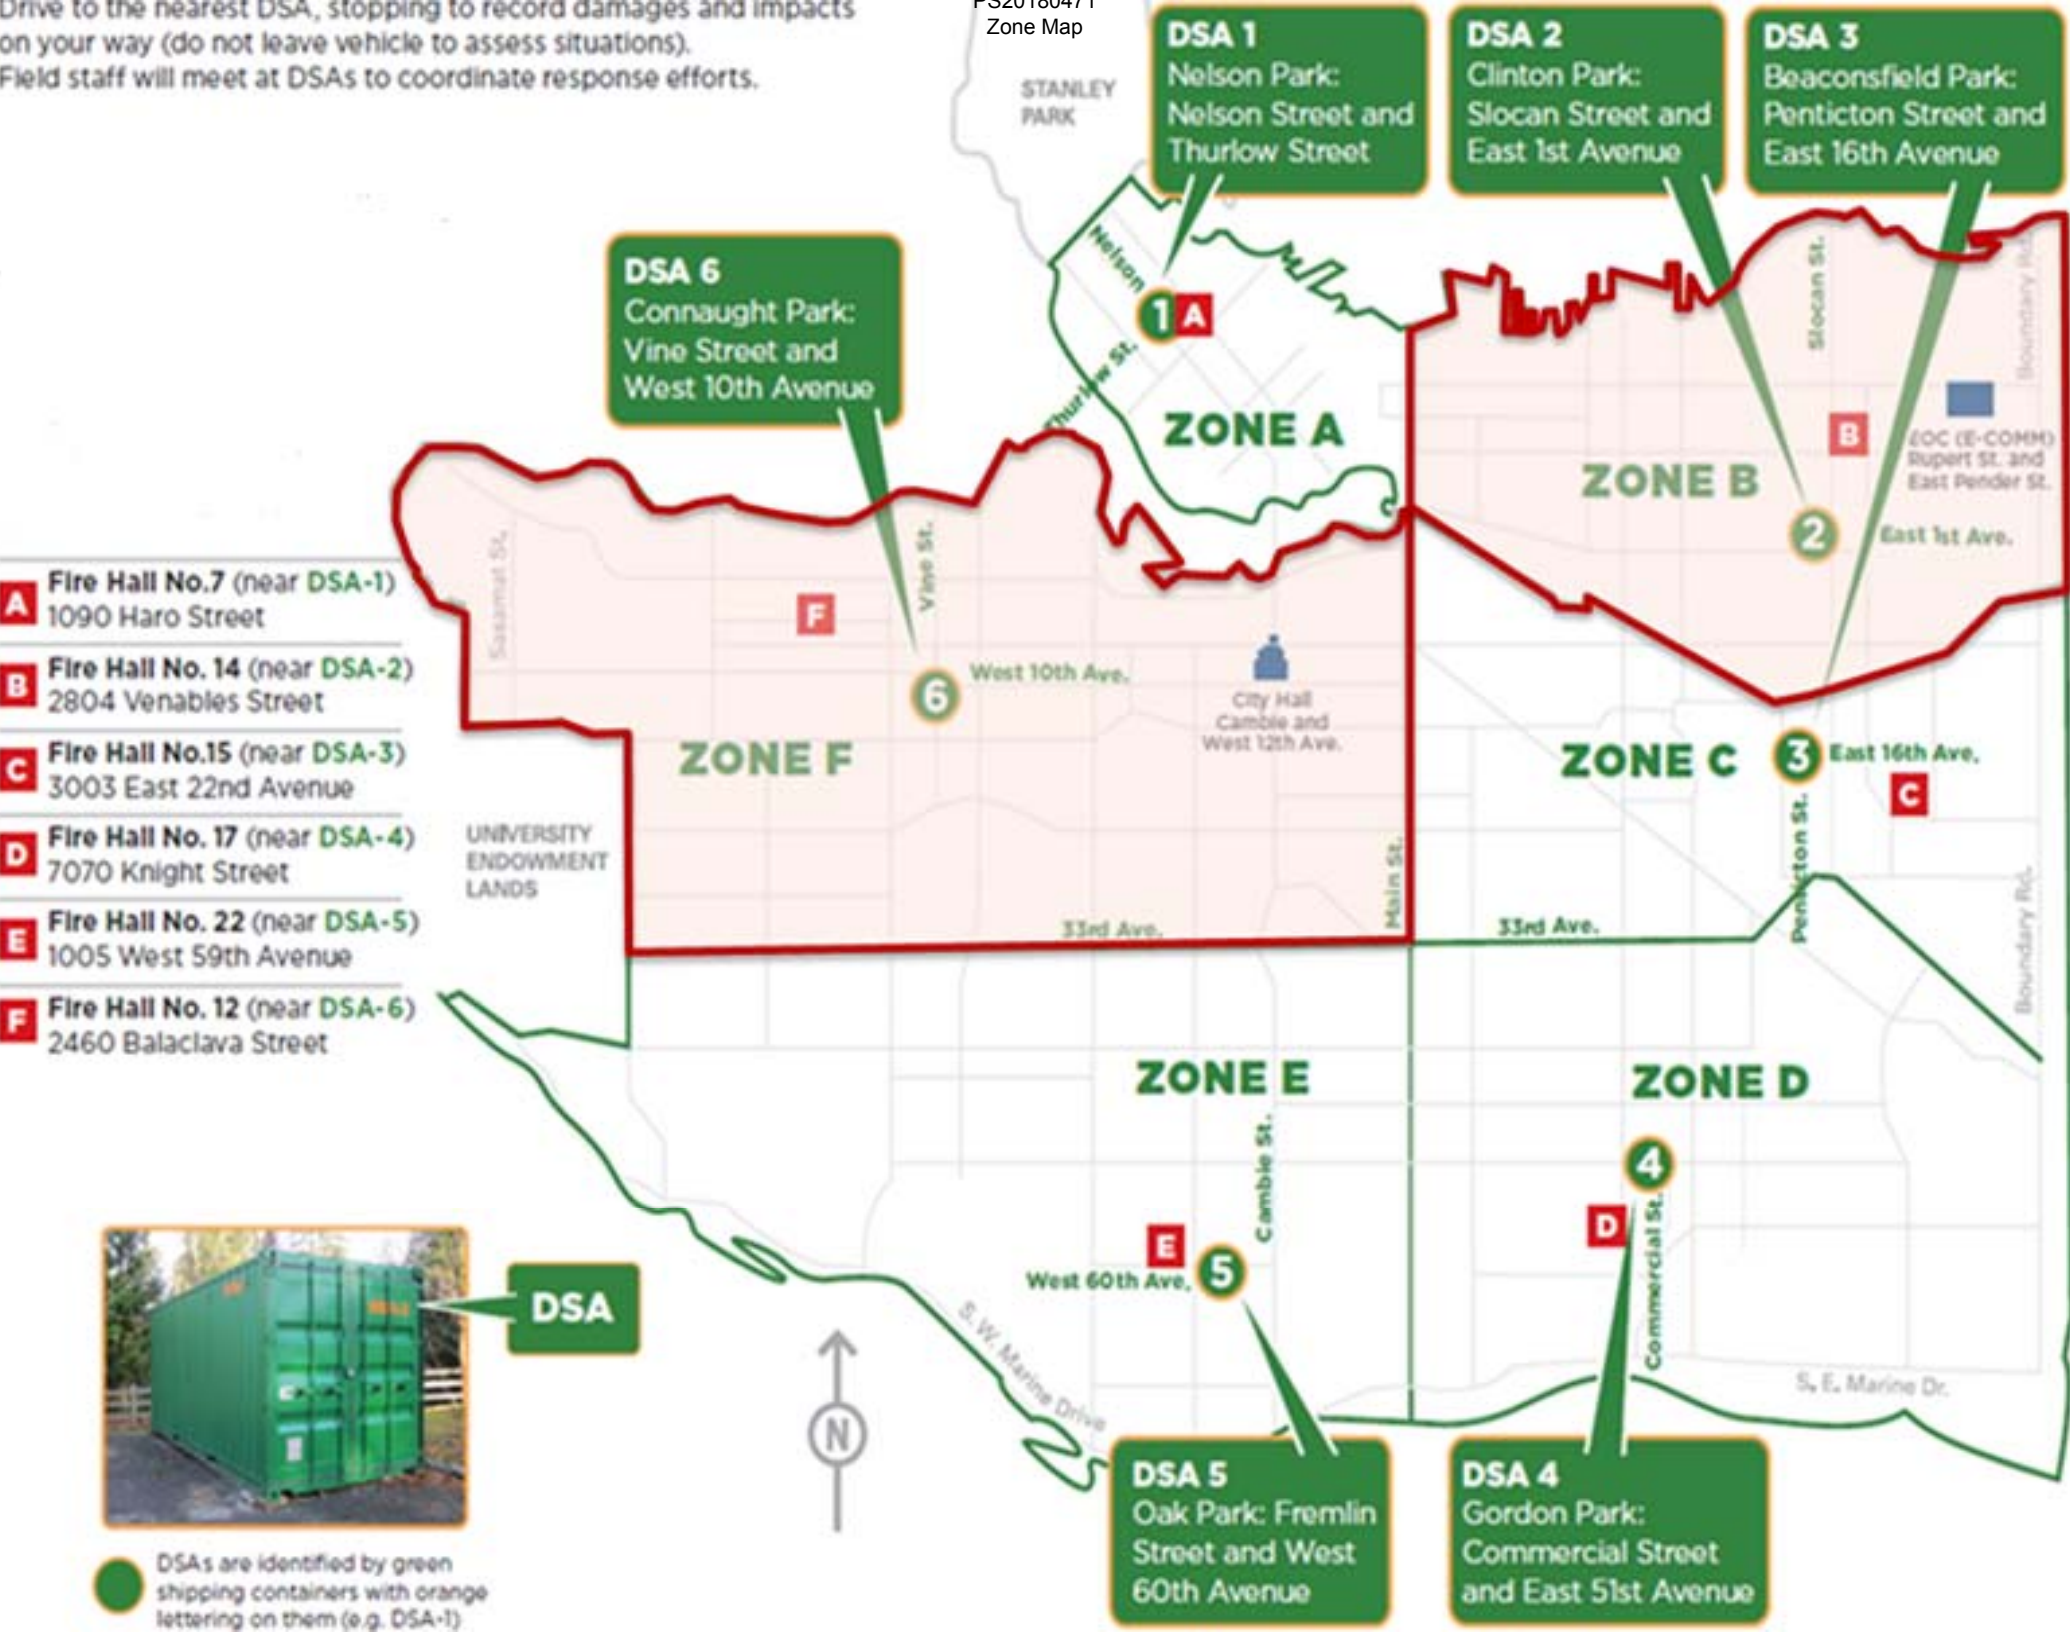 Drive to the nearest DSA, stopping to record damages and impacts
on your way (do not leave vehicle to assess situations).
Field staff will meet at DSAs to coordinate response efforts.
PS20180471
Zone Map
STANLEY
PARK
DSA 1
Nelson Park:
Nelson Street and
Thurlow Street
DSA 2
Clinton Park:
Slocan Street and
East 1st Avenue
DSA 3
Beaconsfield Park:
Penticton Street and
East 16th Avenue
DSA 6
Connaught Park:
Vine Street and
West 10th Avenue
Nelson
1
A
Thurlow St.
ZONE A
Slocan St.
Boundary Rd.
B
EOC (E-COMM)
Rupert St. and
East Pender St.
ZONE B
2
East 1st Ave.
Sasamat St.
Vine St.
F
6
West 10th Ave.
City Hall
Cambie and
West 12th Ave.
ZONE F
ZONE C
3
East 16th Ave.
C
Penticton St.
Main St.
33rd Ave.
33rd Ave.
Boundary Rd.
UNIVERSITY
ENDOWMENT
LANDS
A
Fire Hall No.7 (near DSA-1)
1090 Haro Street
B
Fire Hall No. 14 (near DSA-2)
2804 Venables Street
C
Fire Hall No.15 (near DSA-3)
3003 East 22nd Avenue
D
Fire Hall No. 17 (near DSA-4)
7070 Knight Street
E
Fire Hall No. 22 (near DSA-5)
1005 West 59th Avenue
F
Fire Hall No. 12 (near DSA-6)
2460 Balaclava Street
ZONE E
ZONE D
Cambie St.
4
D
Commercial St.
E
5
West 60th Ave.
S. W. Marine Drive
S. E. Marine Dr.
DSA
N
DSA 5
Oak Park: Fremlin
Street and West
60th Avenue
DSA 4
Gordon Park:
Commercial Street
and East 51st Avenue
DSAs are identified by green
shipping containers with orange
lettering on them (e.g. DSA-1)